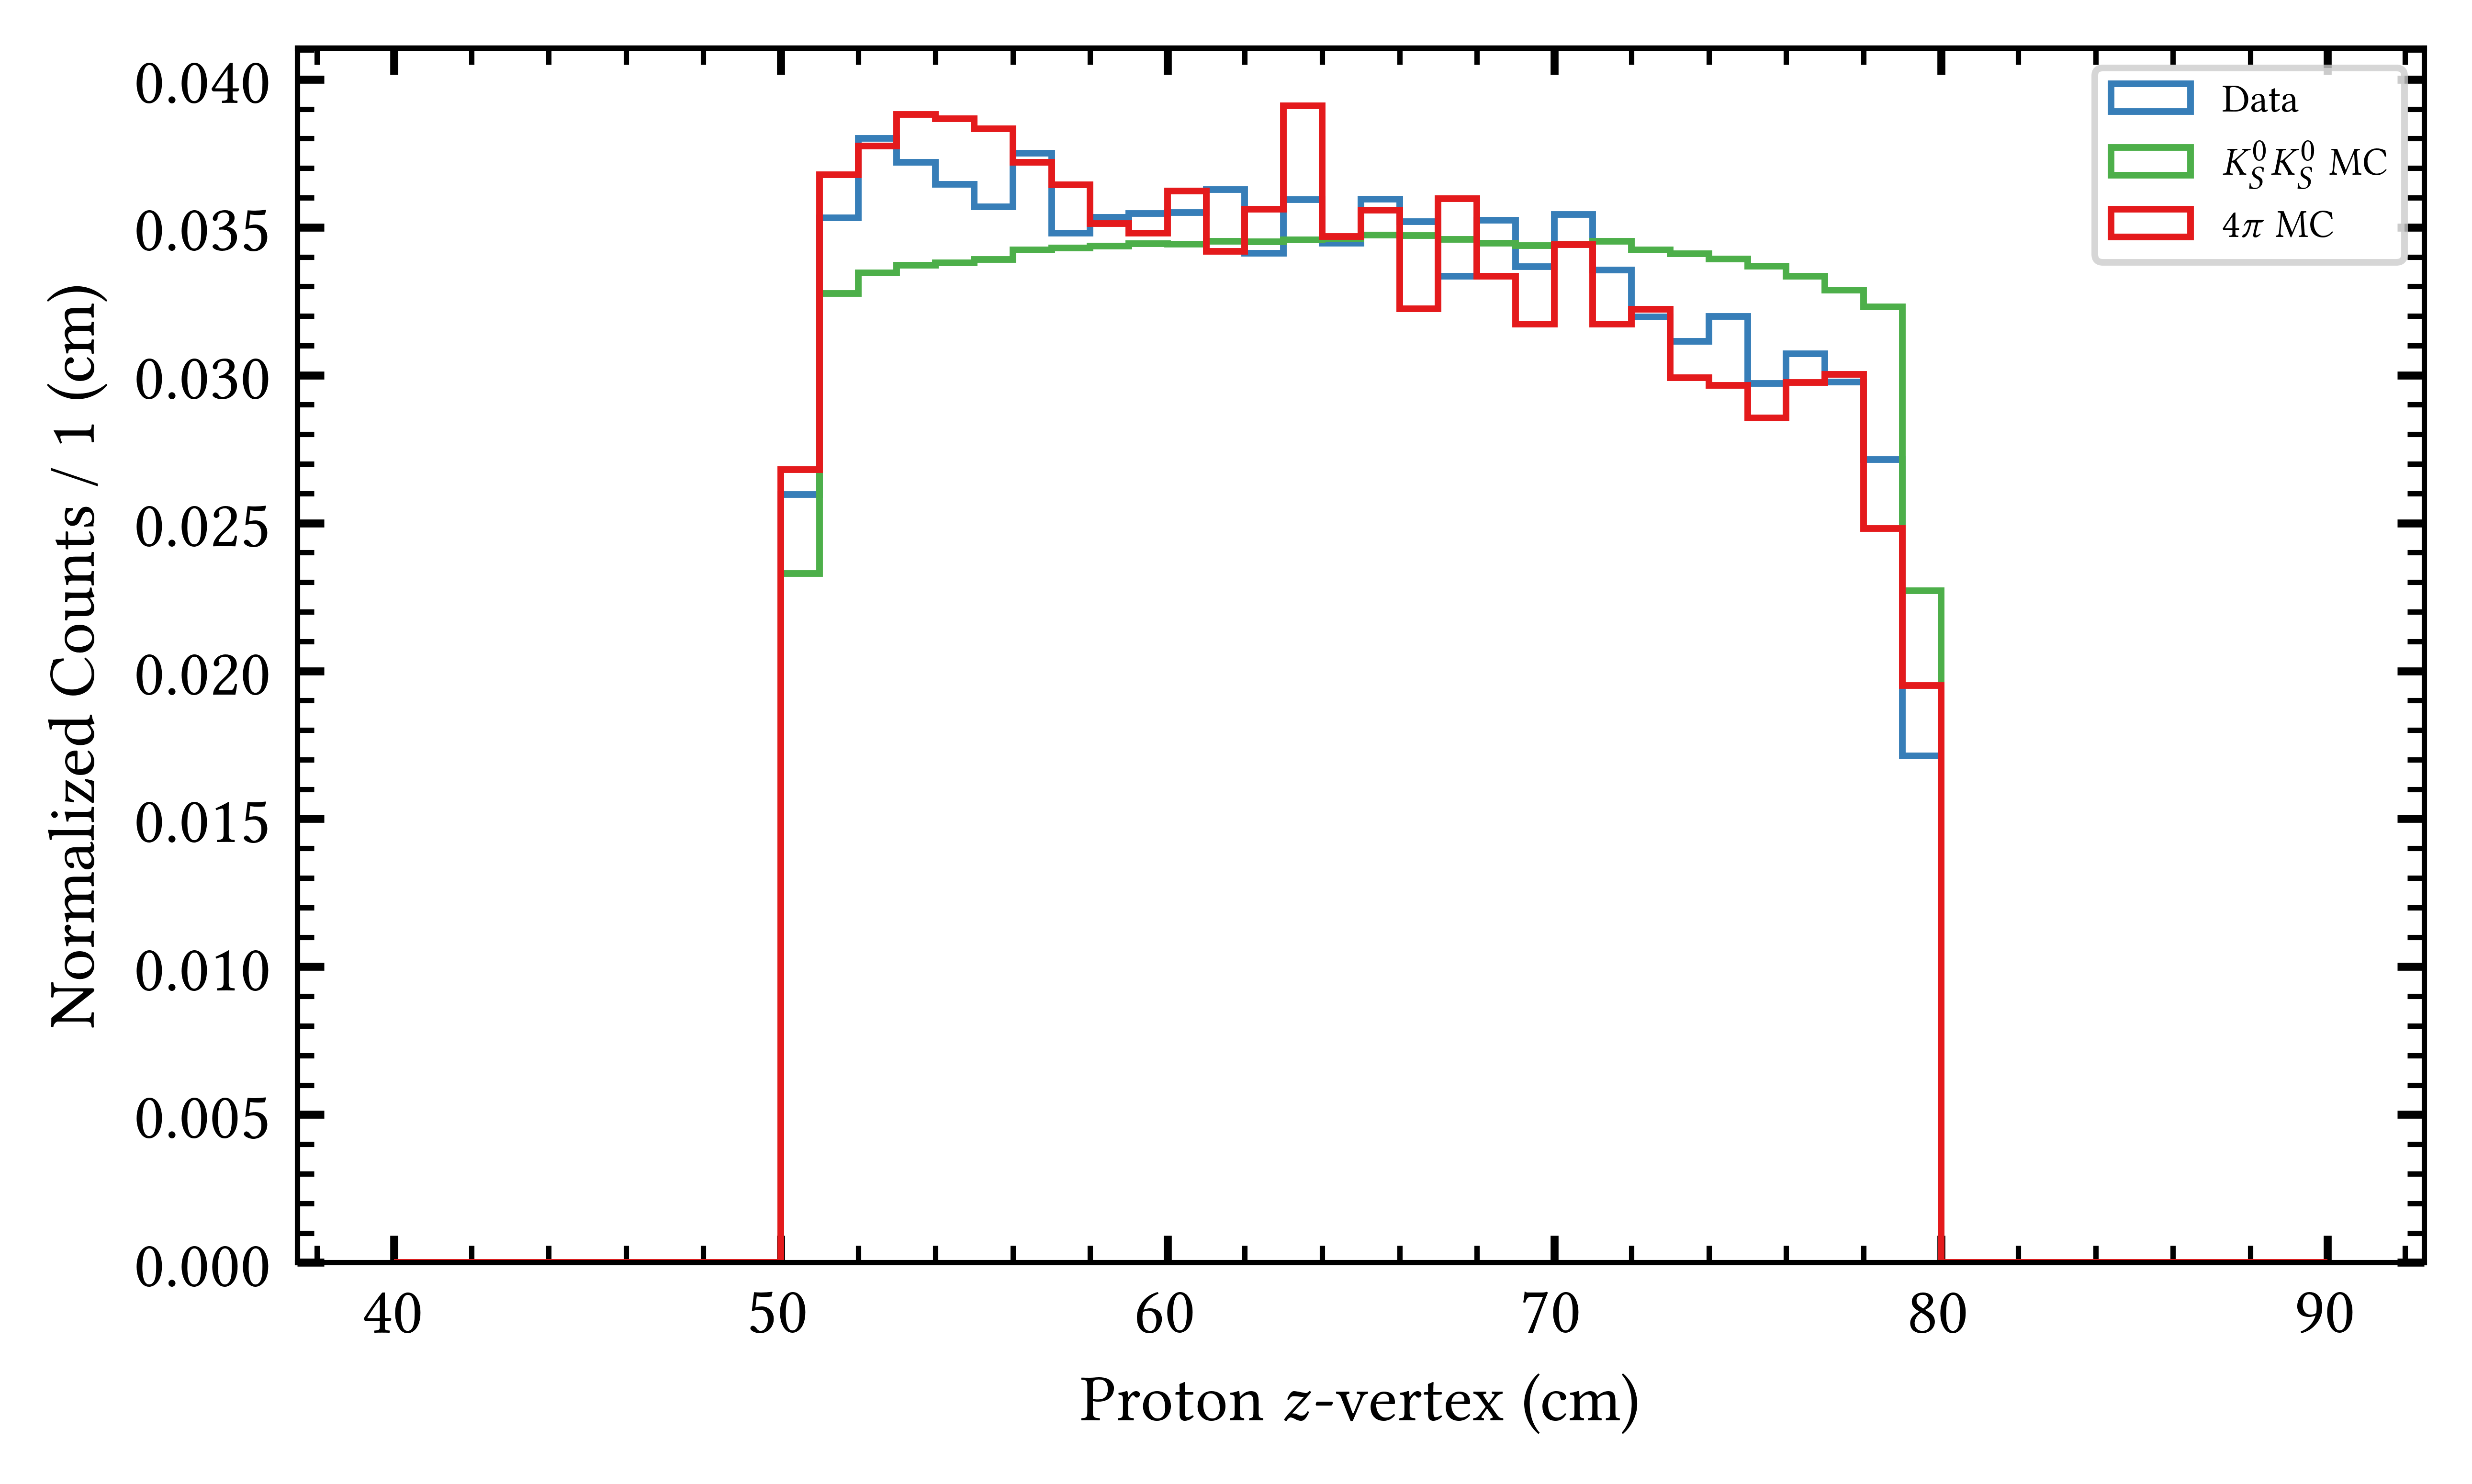 Normalized Counts / 1 (cm)
0.040
0.035
0.030
0.025
0.020
0.015
0.010
0.005
0.000
40 50 60 70 80 90
Proton z-vertex (cm)
Data
$K_S^0 K_S^0$ MC
4π MC